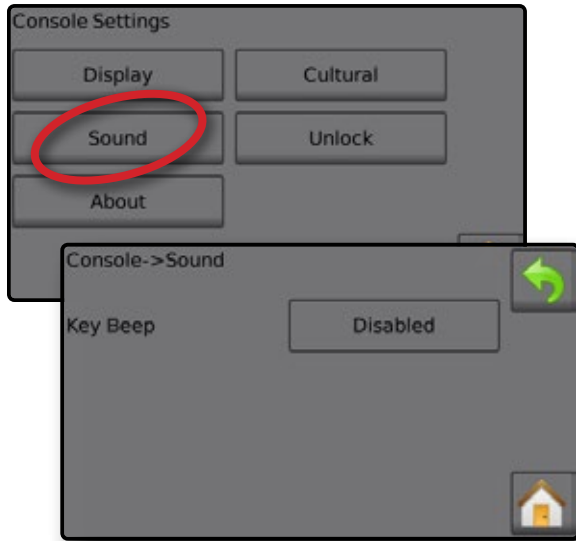 Console Settings
Display Cultural
Sound Unlock
About
Console->Sound
Key Beep Disabled